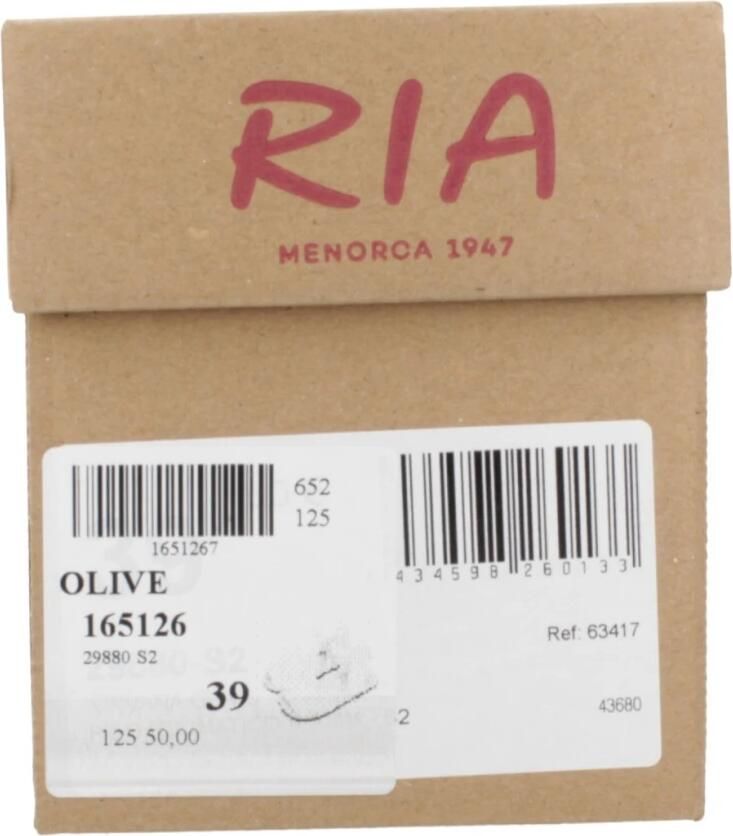 RIA
MENORCA 1947
652
125
1651267
OLIVE
165126
29880 S2
39
125 50,00
434598 260133
Ref: 63417
43680